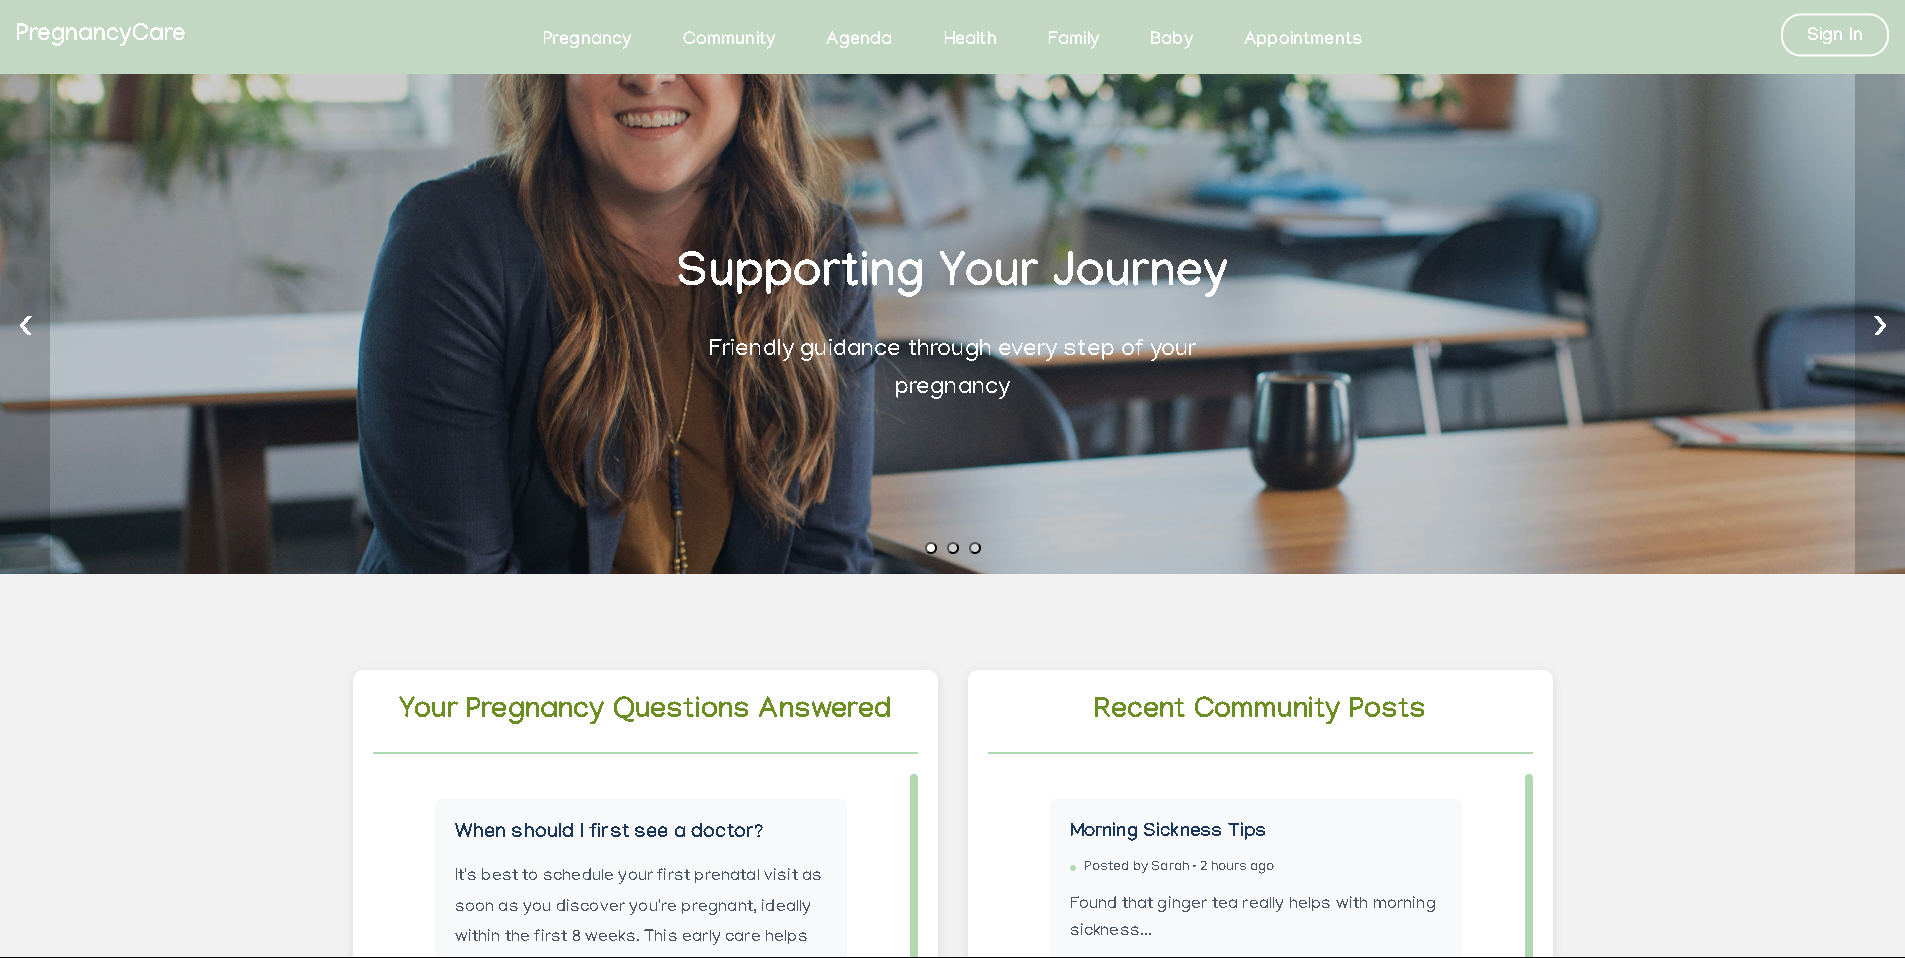 PregnancyCare
Pregnancy
Community
Agenda
Health
Family
Baby
Appointments
Sign In
Supporting Your Journey
Friendly guidance through every step of your
pregnancy
‹
›
Your Pregnancy Questions Answered
When should I first see a doctor?
It's best to schedule your first prenatal visit as
soon as you discover you're pregnant, ideally
within the first 8 weeks. This early care helps
Recent Community Posts
Morning Sickness Tips
Posted by Sarah • 2 hours ago
Found that ginger tea really helps with morning
sickness...